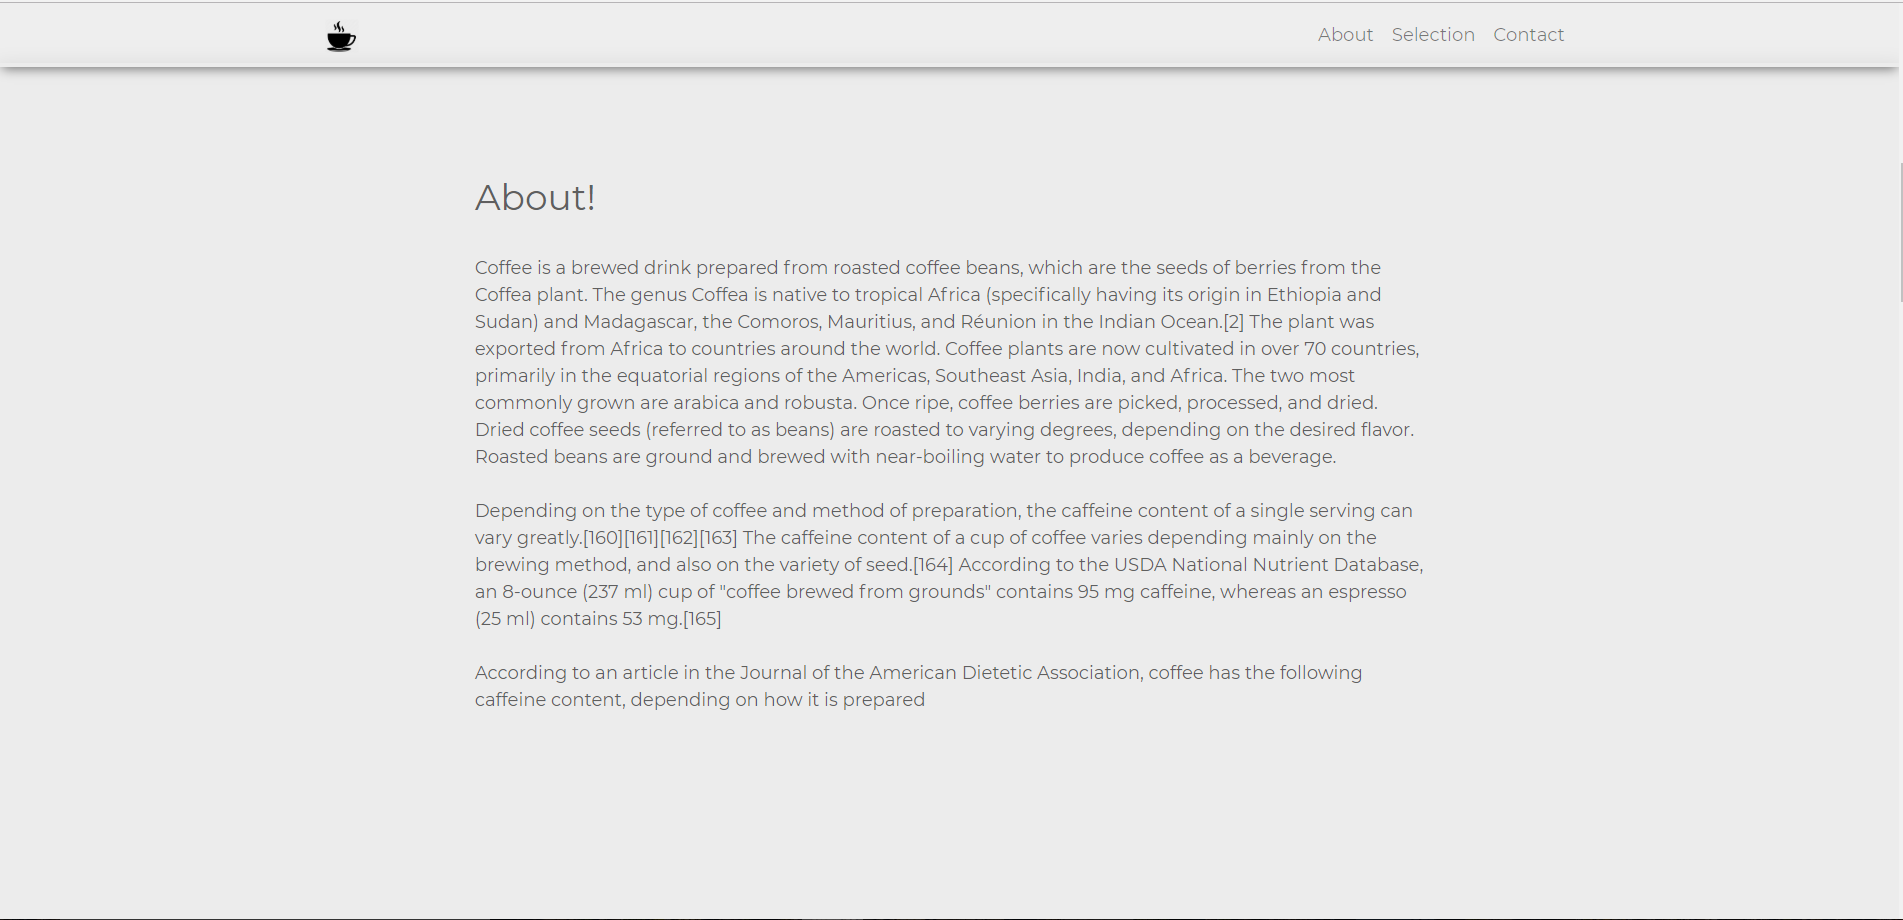 About Selection Contact
About!
Coffee is a brewed drink prepared from roasted coffee beans, which are the seeds of berries from the
Coffea plant. The genus Coffea is native to tropical Africa (specifically having its origin in Ethiopia and
Sudan) and Madagascar, the Comoros, Mauritius, and Réunion in the Indian Ocean.[2] The plant was
exported from Africa to countries around the world. Coffee plants are now cultivated in over 70 countries,
primarily in the equatorial regions of the Americas, Southeast Asia, India, and Africa. The two most
commonly grown are arabica and robusta. Once ripe, coffee berries are picked, processed, and dried.
Dried coffee seeds (referred to as beans) are roasted to varying degrees, depending on the desired flavor.
Roasted beans are ground and brewed with near-boiling water to produce coffee as a beverage.
Depending on the type of coffee and method of preparation, the caffeine content of a single serving can
vary greatly.[160][161][162][163] The caffeine content of a cup of coffee varies depending mainly on the
brewing method, and also on the variety of seed.[164] According to the USDA National Nutrient Database,
an 8-ounce (237 ml) cup of "coffee brewed from grounds" contains 95 mg caffeine, whereas an espresso
(25 ml) contains 53 mg.[165]
According to an article in the Journal of the American Dietetic Association, coffee has the following
caffeine content, depending on how it is prepared